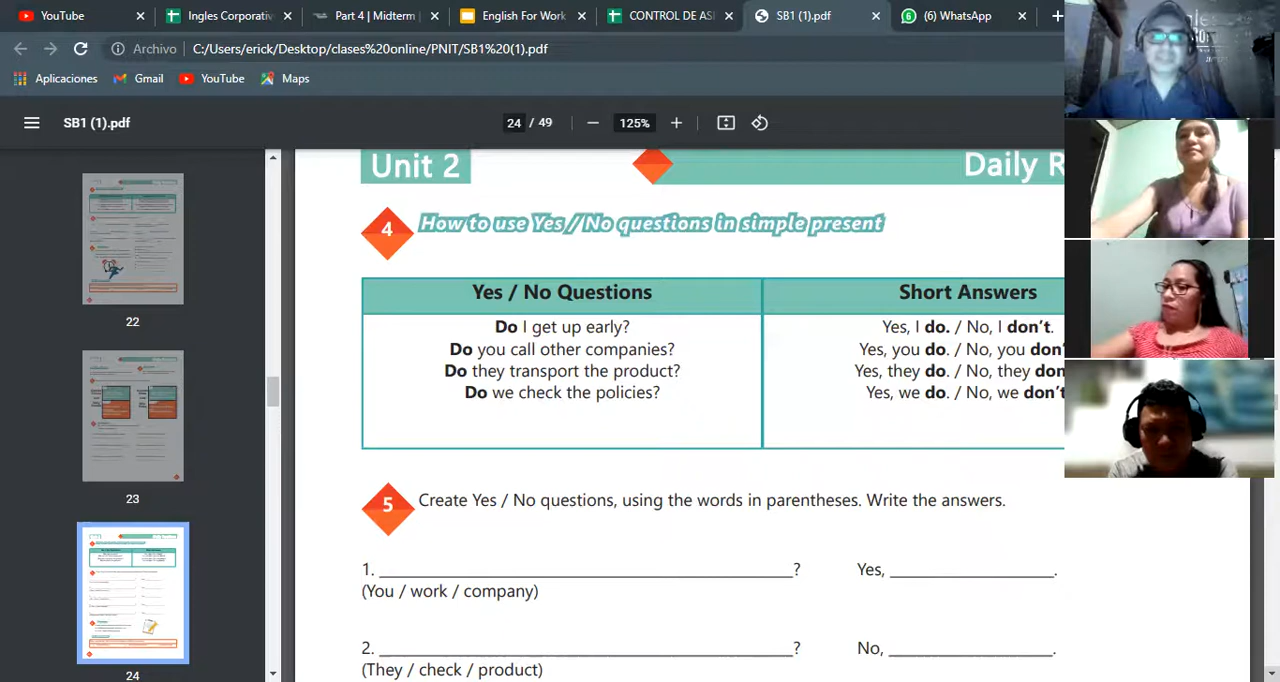 YouTube
Ingles Corporativ
Part 4 | Midterm
English For Work
CONTROL DE ASI
SB1 (1).pdf
(6) WhatsApp
Archivo C:/Users/erick/Desktop/clases%20online/PNIT/SB1%20(1).pdf
Aplicaciones Gmail YouTube Maps
SB1 (1).pdf 24 / 49 125%
22
23
24
Unit 2 Daily R
4 How to use Yes / No questions in simple present
Yes / No Questions Short Answers
Do I get up early? Yes, I do. / No, I don't.
Do you call other companies? Yes, you do. / No, you don'
Do they transport the product? Yes, they do. / No, they don
Do we check the policies? Yes, we do. / No, we don't
5 Create Yes / No questions, using the words in parentheses. Write the answers.
1. ______? Yes, ______.
(You / work / company)
2. ______? No, ______.
(They / check / product)